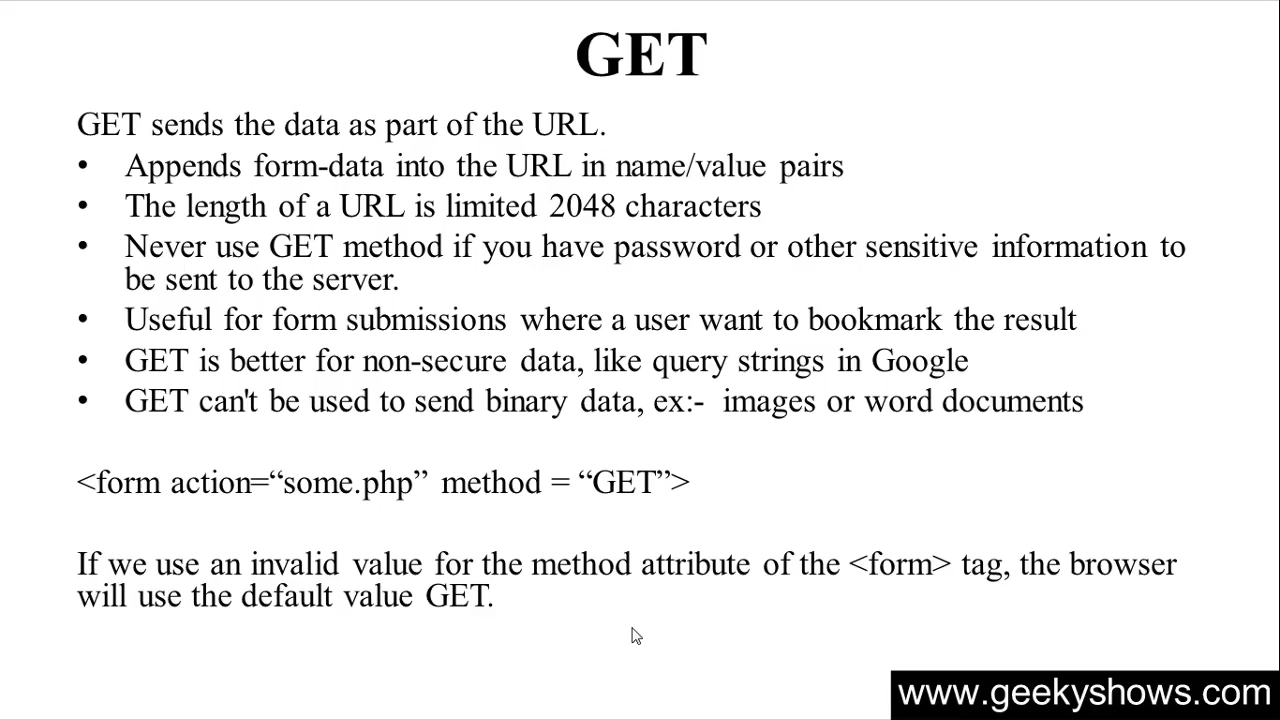 GET
GET sends the data as part of the URL.
• Appends form-data into the URL in name/value pairs
• The length of a URL is limited 2048 characters
• Never use GET method if you have password or other sensitive information to
be sent to the server.
• Useful for form submissions where a user want to bookmark the result
• GET is better for non-secure data, like query strings in Google
• GET can't be used to send binary data, ex:- images or word documents
<form action=“some.php” method = “GET”>
If we use an invalid value for the method attribute of the <form> tag, the browser
will use the default value GET.
www.geekyshows.com